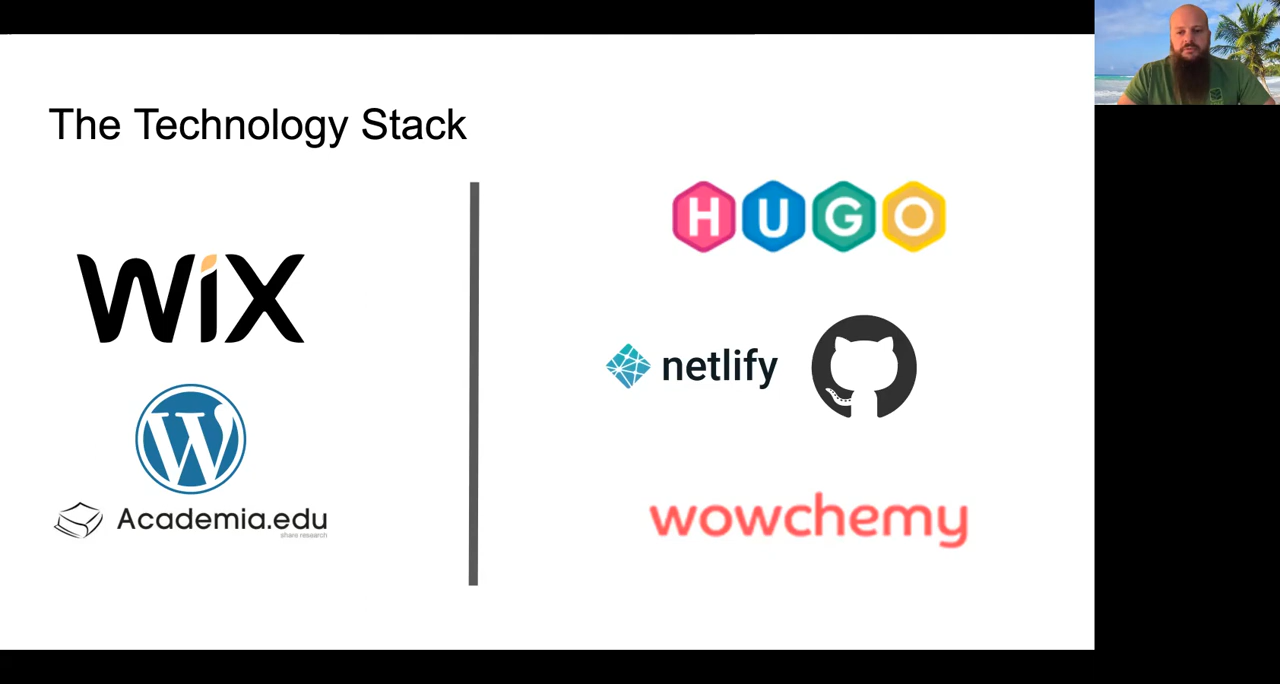 The Technology Stack
WiX
W
Academia.edu
share research
HUGO
netlify
wowchemy